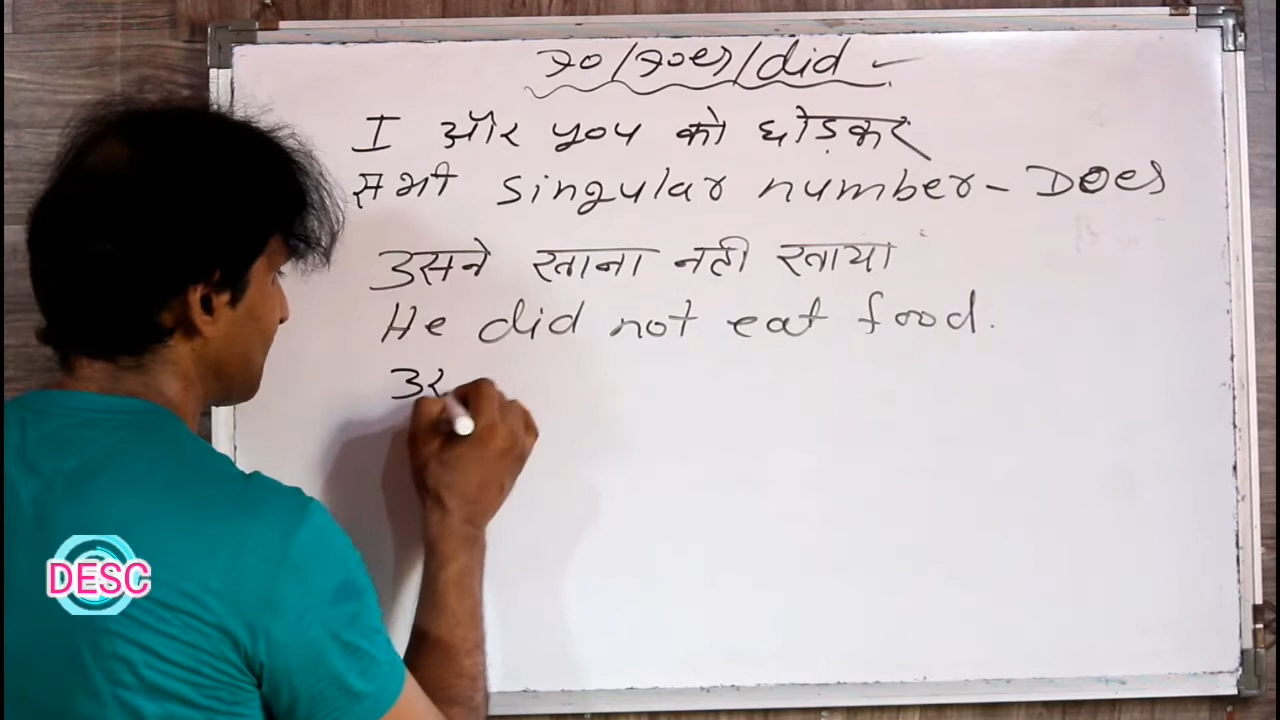 Do/Does/did
I और you को छोड़कर
सभी singular number - Does
उसने खाना नही खाया
He did not eat food.
DESC